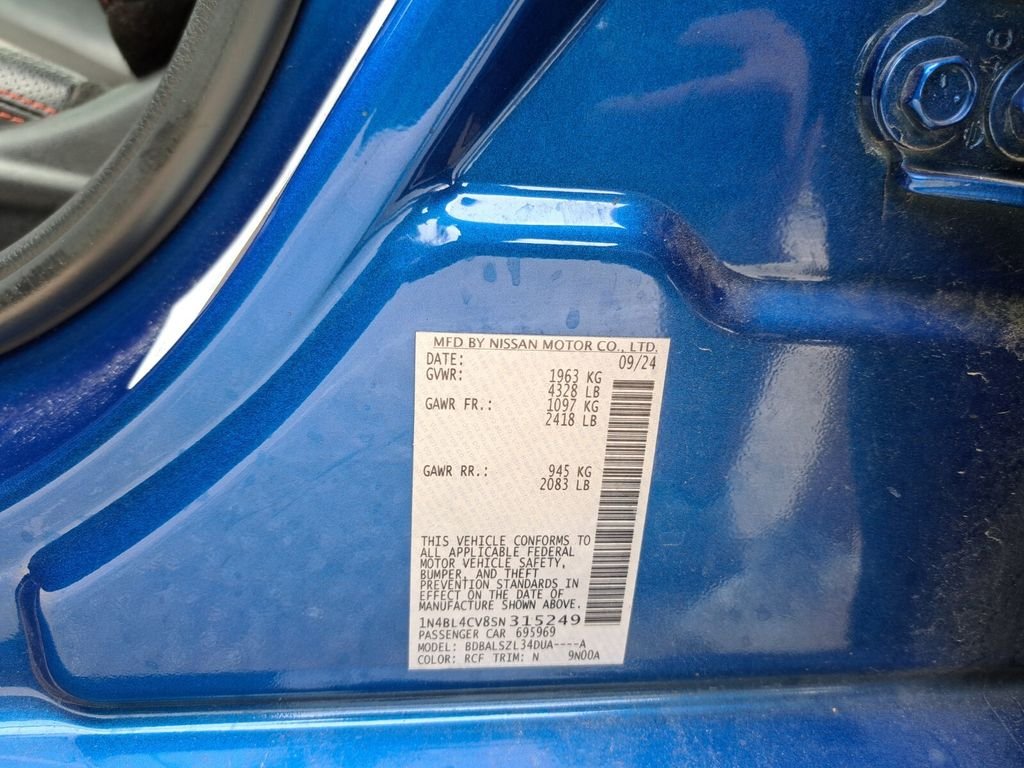 MFD BY NISSAN MOTOR CO., LTD.
DATE: 09/24
GVWR: 1963 KG
4328 LB
GAWR FR.: 1097 KG
2418 LB
GAWR RR.: 945 KG
2083 LB
THIS VEHICLE CONFORMS TO
ALL APPLICABLE FEDERAL
MOTOR VEHICLE SAFETY,
BUMPER, AND THEFT
PREVENTION STANDARDS IN
EFFECT ON THE DATE OF
MANUFACTURE SHOWN ABOVE.
1N4BL4CV8SN315249
PASSENGER CAR 695969
MODEL: BDBALSZL34DUA----A
COLOR: RCF TRIM: N 9N00A